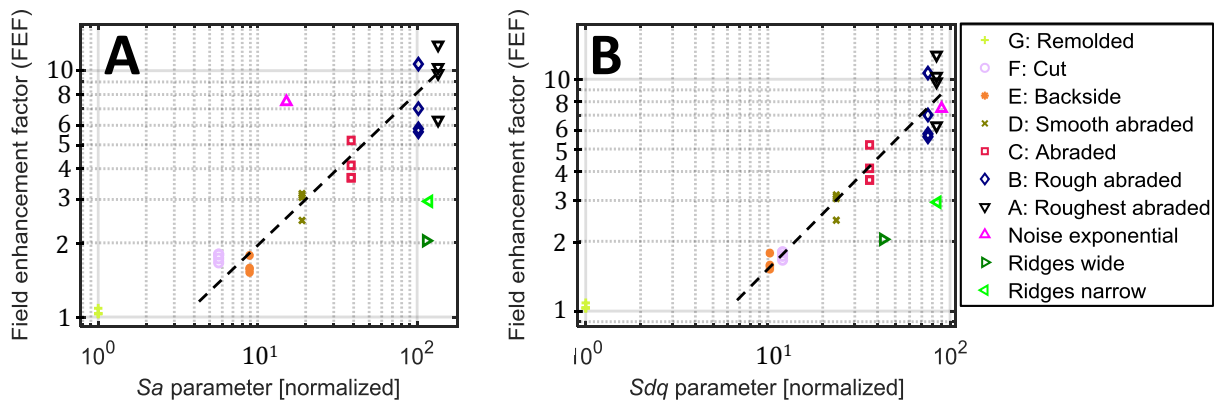 A
Field enhancement factor (FEF)
10
8
6
5
4
3
2
1
10⁰
10¹
10²
Sa parameter [normalized]
B
Field enhancement factor (FEF)
10
8
6
5
4
3
2
1
10⁰
10¹
10²
Sdq parameter [normalized]
G: Remolded
F: Cut
E: Backside
D: Smooth abraded
C: Abraded
B: Rough abraded
A: Roughest abraded
Noise exponential
Ridges wide
Ridges narrow